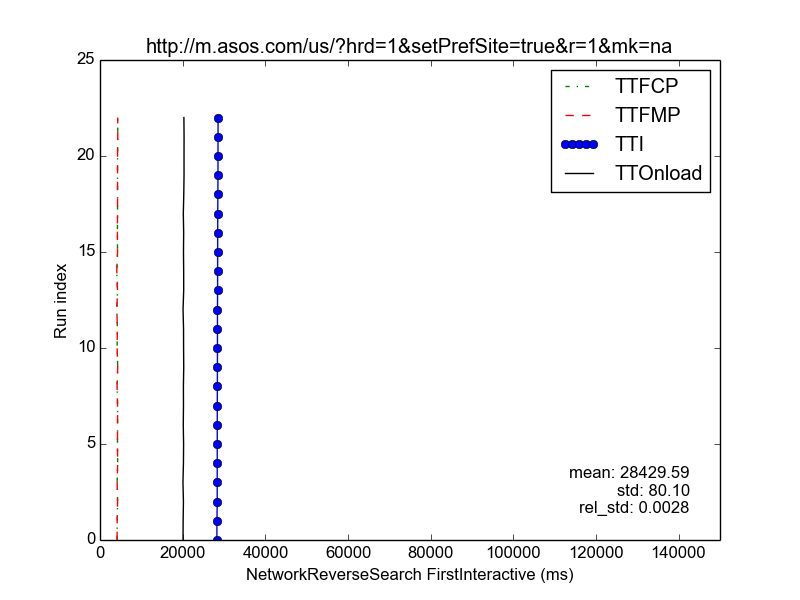 http://m.asos.com/us/?hrd=1&setPrefSite=true&r=1&mk=na
25
20
15
10
5
0
Run index
TTFCP
TTFMP
TTI
TTOnload
mean: 28429.59
std: 80.10
rel_std: 0.0028
0 20000 40000 60000 80000 100000 120000 140000
NetworkReverseSearch FirstInteractive (ms)